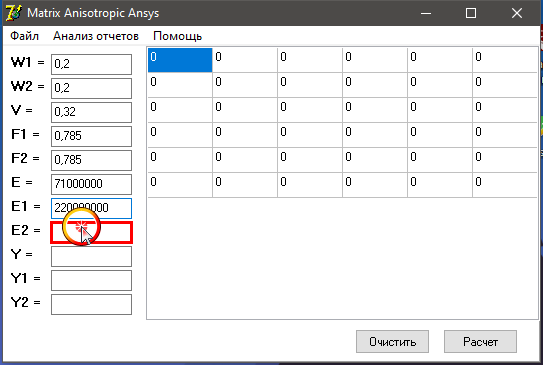 Matrix Anisotropic Ansys
Файл Анализ отчетов Помощь
W1 = 0,2
W2 = 0,2
V = 0,32
F1 = 0,785
F2 = 0,785
E = 71000000
E1 = 220000000
E2 =
Y =
Y1 =
Y2 =
0 0 0 0 0 0
0 0 0 0 0 0
0 0 0 0 0 0
0 0 0 0 0 0
0 0 0 0 0 0
0 0 0 0 0 0
Очистить Расчет